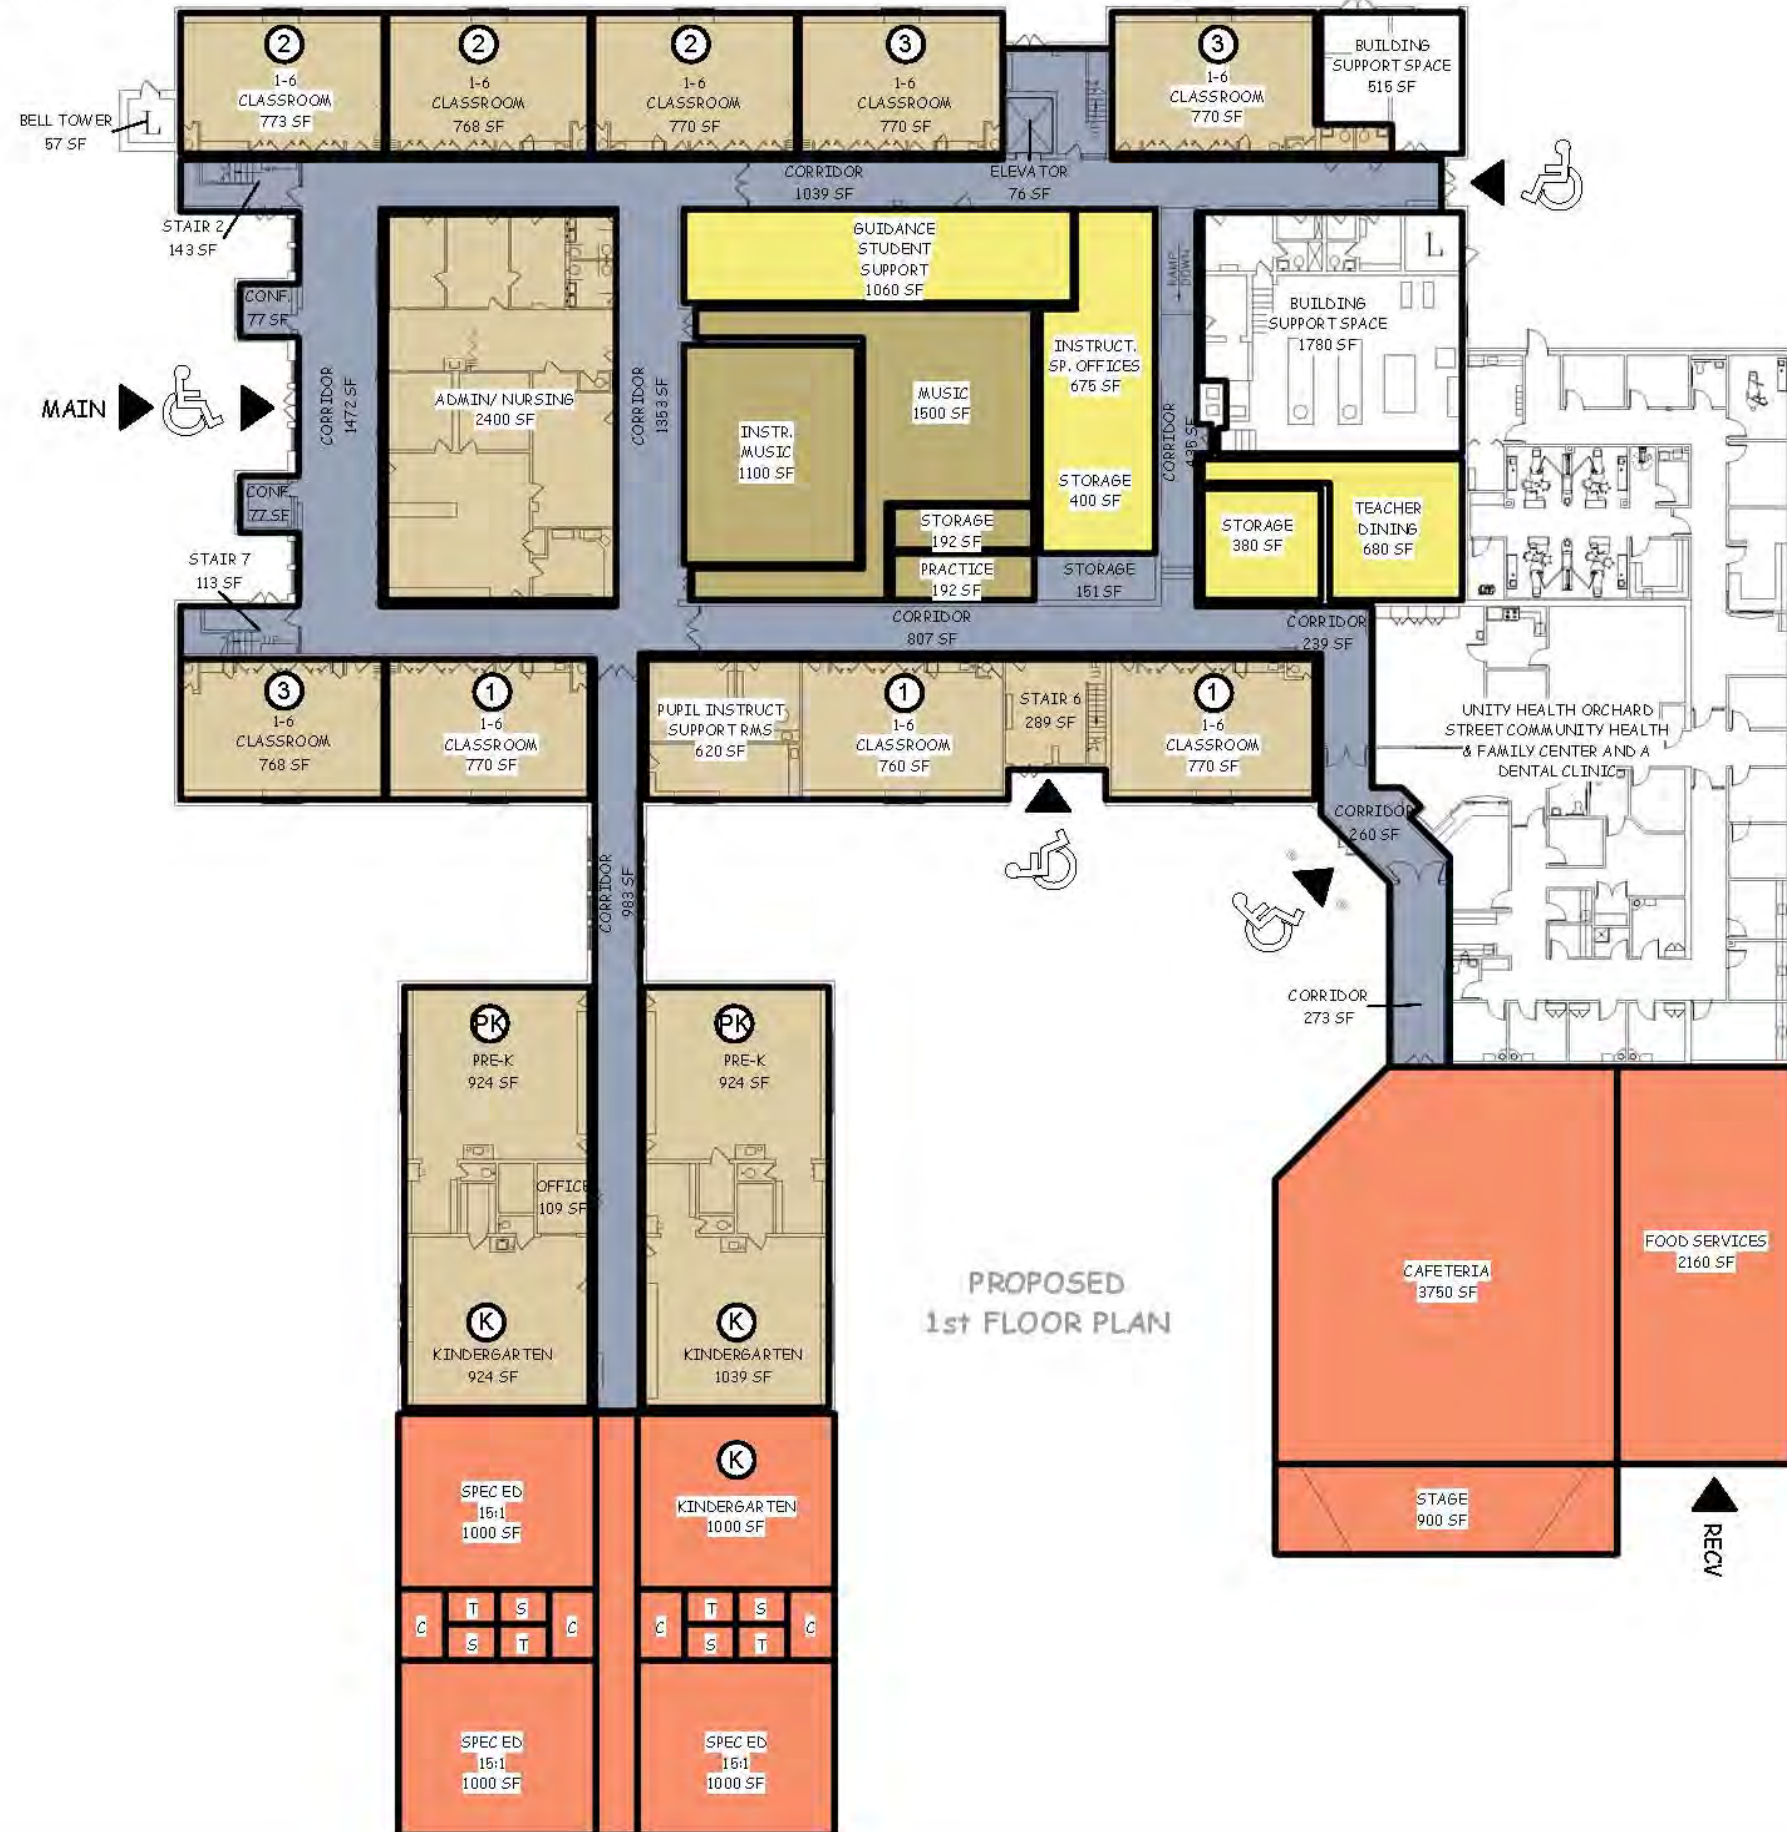 2
1-6
CLASSROOM
773 SF
2
1-6
CLASSROOM
768 SF
2
1-6
CLASSROOM
770 SF
3
1-6
CLASSROOM
770 SF
3
1-6
CLASSROOM
770 SF
BUILDING
SUPPORT SPACE
515 SF
BELL TOWER
57 SF
L
CORRIDOR
1039 SF
ELEVATOR
76 SF
STAIR 2
143 SF
GUIDANCE
STUDENT
SUPPORT
1060 SF
RAMP
DOWN
L
CONF.
77 SF
BUILDING
SUPPORT SPACE
1780 SF
INSTRUCT.
SP. OFFICES
675 SF
MAIN
CORRIDOR
1472 SF
ADMIN/ NURSING
2400 SF
CORRIDOR
1353 SF
MUSIC
1500 SF
INSTR.
MUSIC
1100 SF
CORRIDOR
435 SF
STORAGE
400 SF
CONF.
77 SF
STORAGE
192 SF
STORAGE
380 SF
TEACHER
DINING
680 SF
STAIR 7
113 SF
PRACTICE
192 SF
STORAGE
151 SF
UP
CORRIDOR
807 SF
CORRIDOR
239 SF
3
1-6
CLASSROOM
768 SF
1
1-6
CLASSROOM
770 SF
PUPIL INSTRUCT
SUPPORT RMS
620 SF
1
1-6
CLASSROOM
760 SF
STAIR 6
289 SF
1
1-6
CLASSROOM
770 SF
UNITY HEALTH ORCHARD
STREET COMMUNITY HEALTH
& FAMILY CENTER AND A
DENTAL CLINIC
CORRIDOR
260 SF
CORRIDOR
983 SF
CORRIDOR
273 SF
PK
PRE-K
924 SF
PK
PRE-K
924 SF
OFFICE
109 SF
K
KINDERGARTEN
924 SF
K
KINDERGARTEN
1039 SF
PROPOSED
1st FLOOR PLAN
CAFETERIA
3750 SF
FOOD SERVICES
2160 SF
SPEC ED
15:1
1000 SF
K
KINDERGARTEN
1000 SF
STAGE
900 SF
RECV
C
T
S
S
T
C
C
T
S
S
T
C
SPEC ED
15:1
1000 SF
SPEC ED
15:1
1000 SF